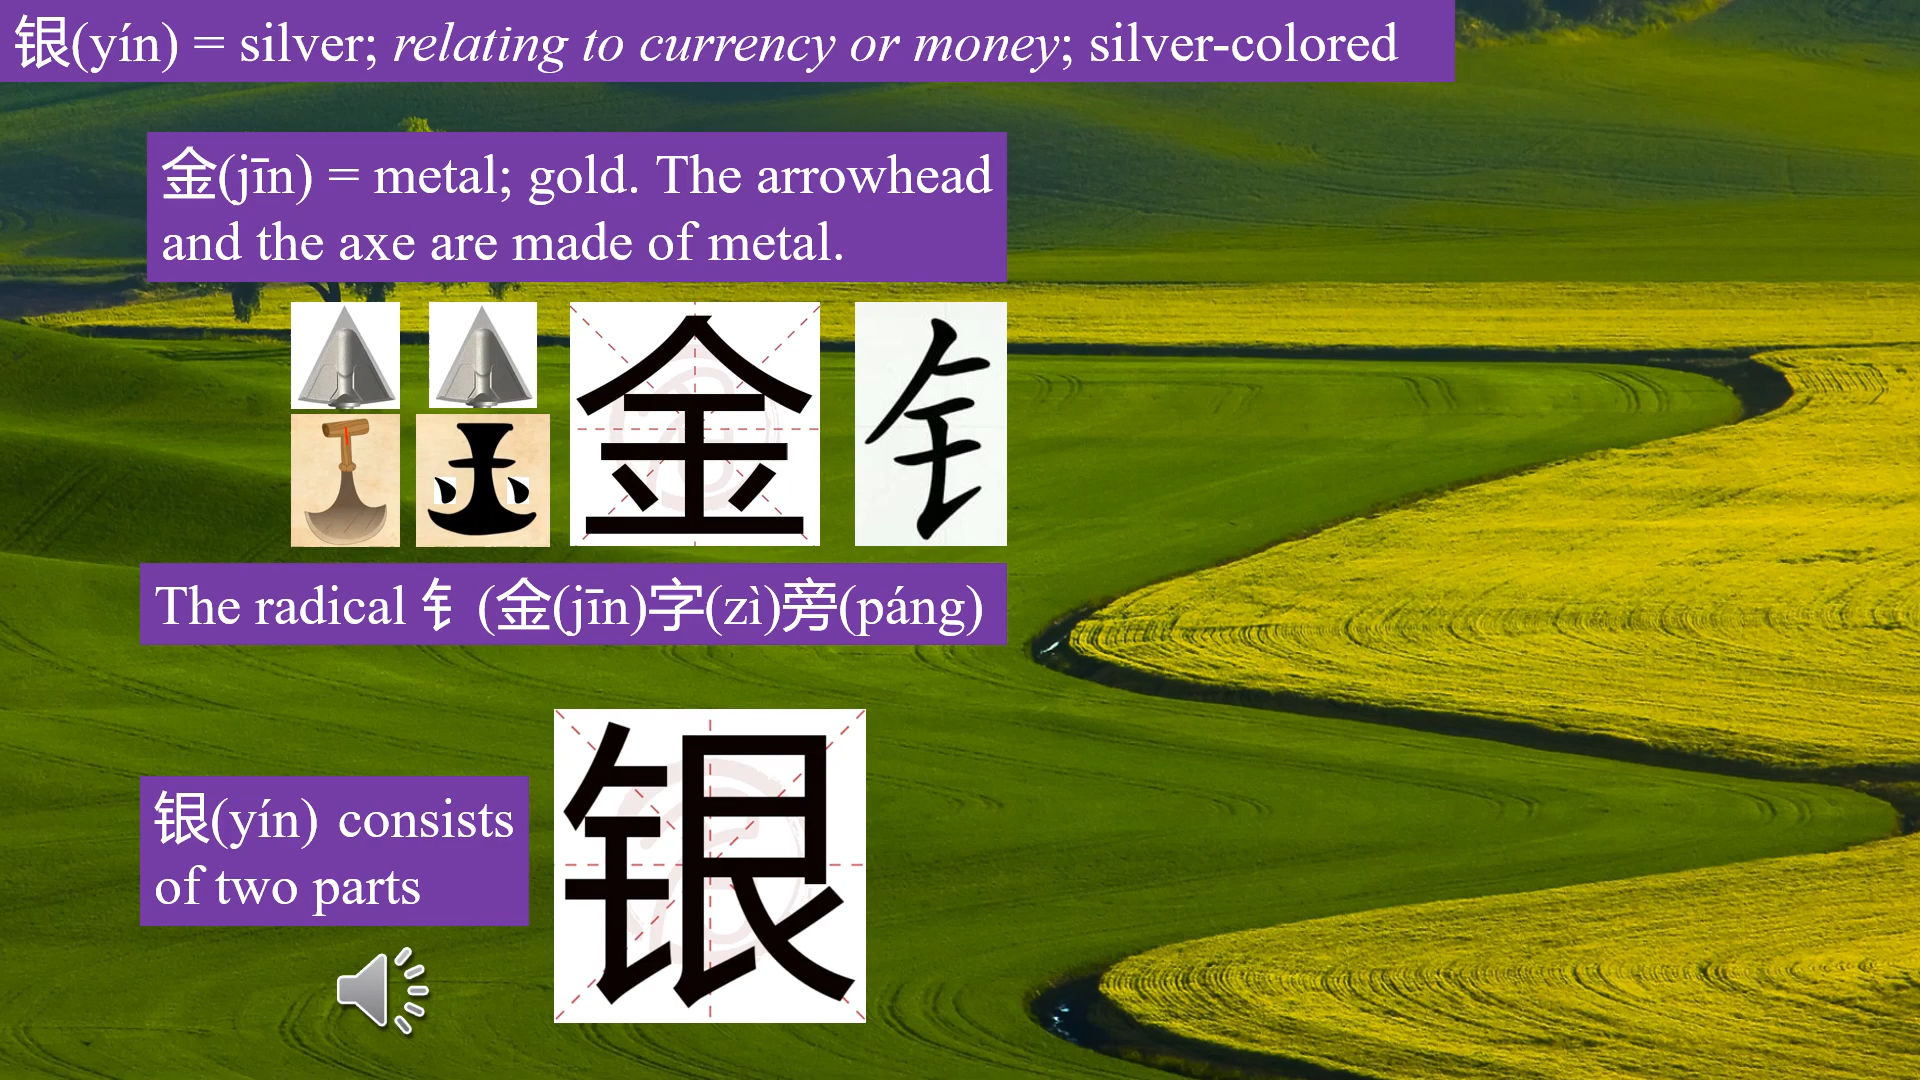 银(yín) = silver; relating to currency or money; silver-colored
金(jīn) = metal; gold. The arrowhead
and the axe are made of metal.
金 钅
The radical 钅(金(jīn)字(zì)旁(páng)
银(yín) consists
of two parts
银